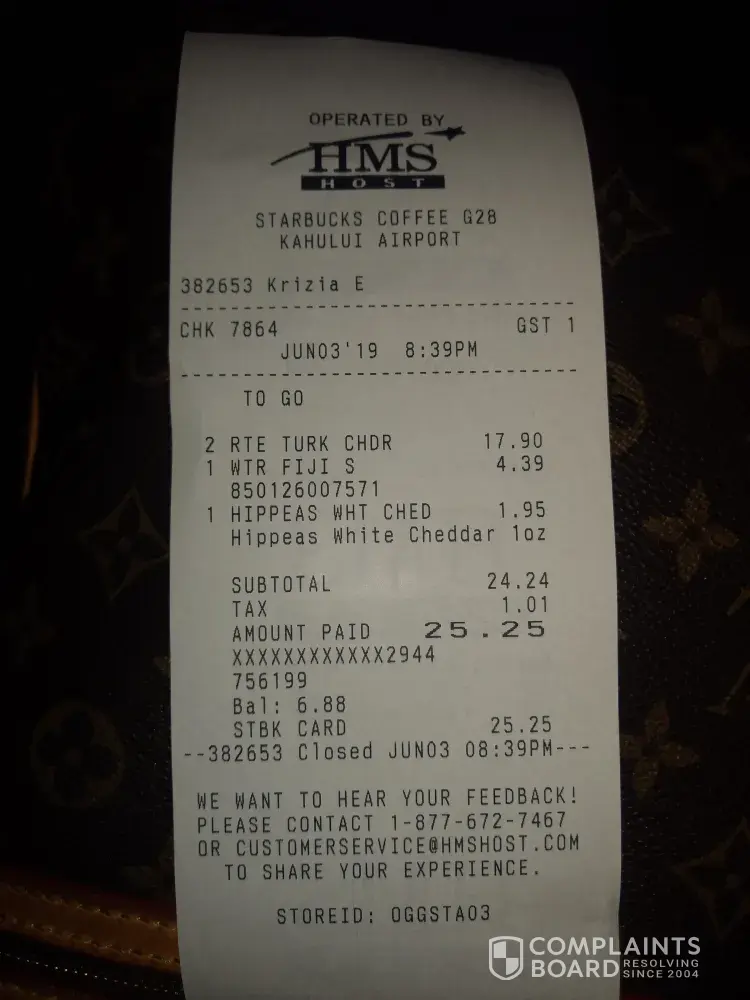 OPERATED BY
HMS
HOST
STARBUCKS COFFEE G28
KAHULUI AIRPORT
382653 Krizia E
CHK 7864 GST 1
JUN03'19 8:39PM
TO GO
2 RTE TURK CHDR 17.90
1 WTR FIJI S 4.39
850126007571
1 HIPPEAS WHT CHED 1.95
Hippeas White Cheddar 1oz
SUBTOTAL 24.24
TAX 1.01
AMOUNT PAID 25.25
XXXXXXXXXXXX2944
756199
Bal: 6.88
STBK CARD 25.25
--382653 Closed JUN03 08:39PM---
WE WANT TO HEAR YOUR FEEDBACK!
PLEASE CONTACT 1-877-672-7467
OR CUSTOMERSERVICE@HMSHOST.COM
TO SHARE YOUR EXPERIENCE.
STOREID: OGGSTA03
COMPLAINTS
BOARD RESOLVING
SINCE 2004